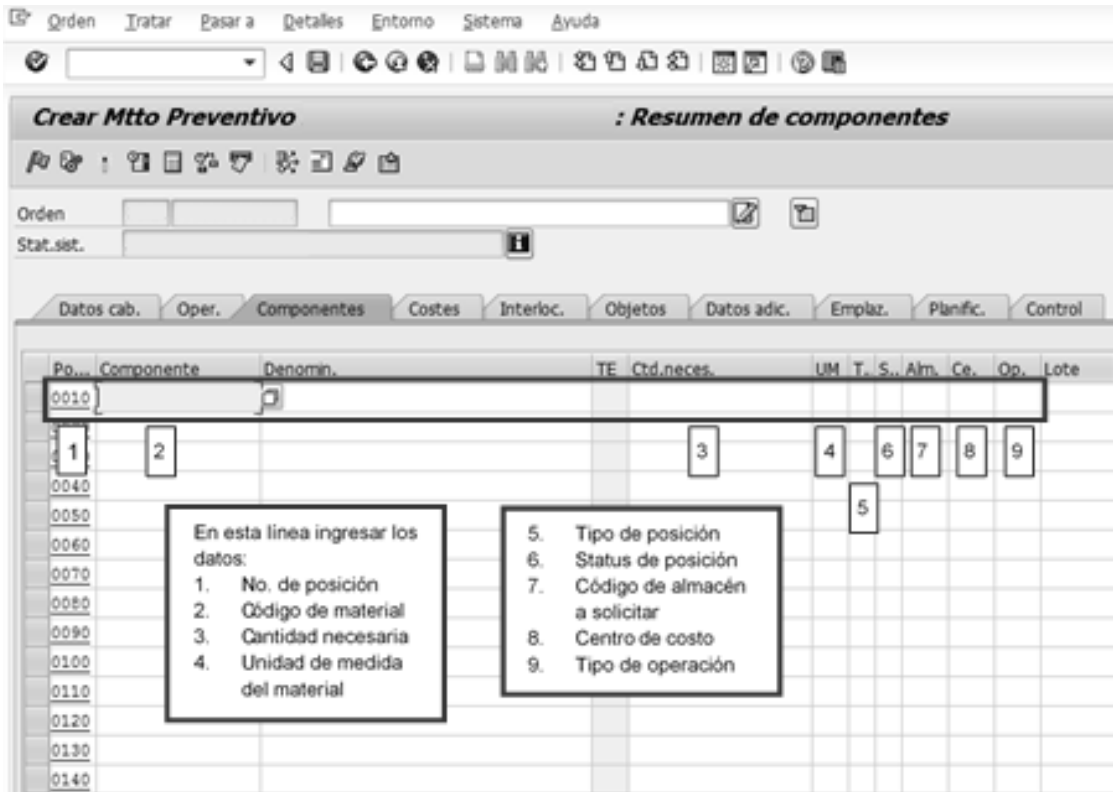 Orden Tratar Pasar a Detalles Entorno Sistema Ayuda
Crear Mtto Preventivo : Resumen de componentes
Orden
Stat.sist.
Datos cab. Oper. Componentes Costes Interloc. Objetos Datos adic. Emplaz. Planific. Control
Po... Componente Denomin. TE Ctd.neces. UM T.. S.. Alm. Ce. Op. Lote
0010
1 2 3 4 6 7 8 9
0040
5
0050
0060
0070
0080
0090
0100
0110
0120
0130
0140
En esta línea ingresar los
datos:
1. No. de posición
2. Código de material
3. Cantidad necesaria
4. Unidad de medida
del material
5. Tipo de posición
6. Status de posición
7. Código de almacén
a solicitar
8. Centro de costo
9. Tipo de operación